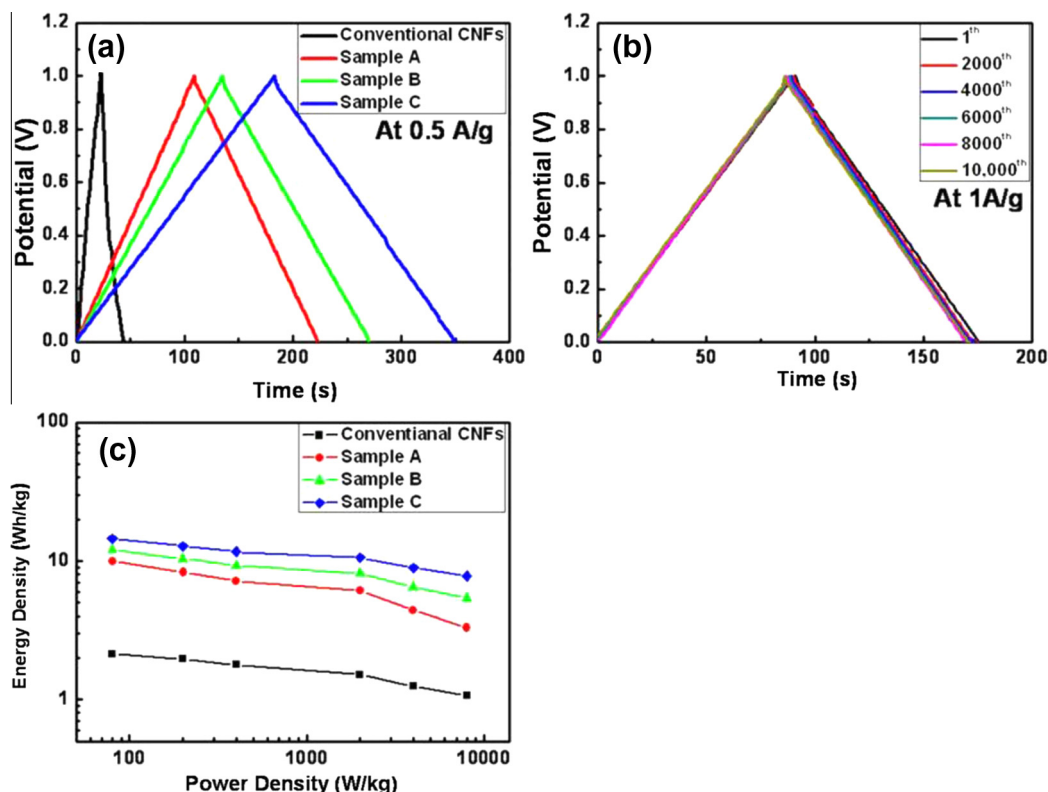 (a)
Conventional CNFs
Sample A
Sample B
Sample C
At 0.5 A/g
Potential (V)
1.2
1.0
0.8
0.6
0.4
0.2
0.0
0 100 200 300 400
Time (s)
(b)
1th
2000th
4000th
6000th
8000th
10.000th
At 1A/g
Potential (V)
1.2
1.0
0.8
0.6
0.4
0.2
0.0
0 50 100 150 200
Time (s)
(c)
Conventianal CNFs
Sample A
Sample B
Sample C
Energy Density (Wh/kg)
100
10
1
100 1000 10000
Power Density (W/kg)